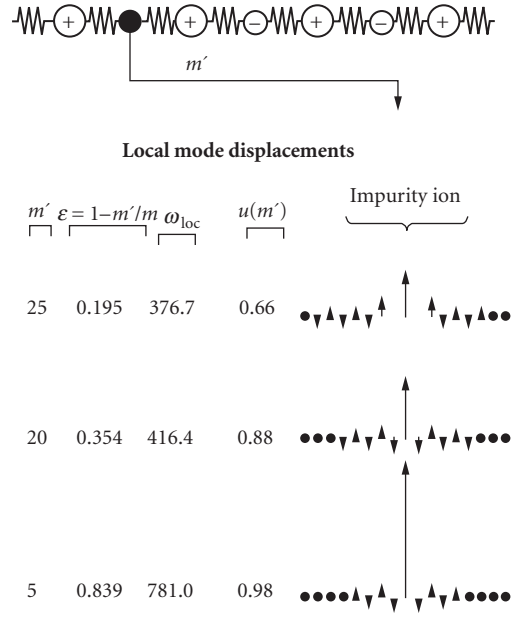 + + − + − +
m′
Local mode displacements
Impurity ion
m′ ε = 1−m′/m ω_loc u(m′)
25 0.195 376.7 0.66
20 0.354 416.4 0.88
5 0.839 781.0 0.98